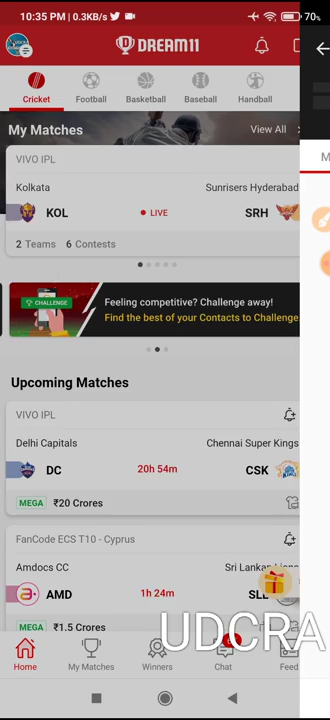 10:35 PM | 0.3KB/s
70%
DREAM11
Cricket
Football
Basketball
Baseball
Handball
My Matches
View All
VIVO IPL
Kolkata
Sunrisers Hyderabad
KOL
LIVE
SRH
2 Teams 6 Contests
CHALLENGE
Feeling competitive? Challenge away!
Find the best of your Contacts to Challenge
Upcoming Matches
VIVO IPL
Delhi Capitals
Chennai Super Kings
DC
20h 54m
CSK
MEGA ₹20 Crores
FanCode ECS T10 - Cyprus
Amdocs CC
Sri Lankan Lions
AMD
1h 24m
MEGA ₹1.5 Crores
UDCRA
Home
My Matches
Winners
Chat
Feed